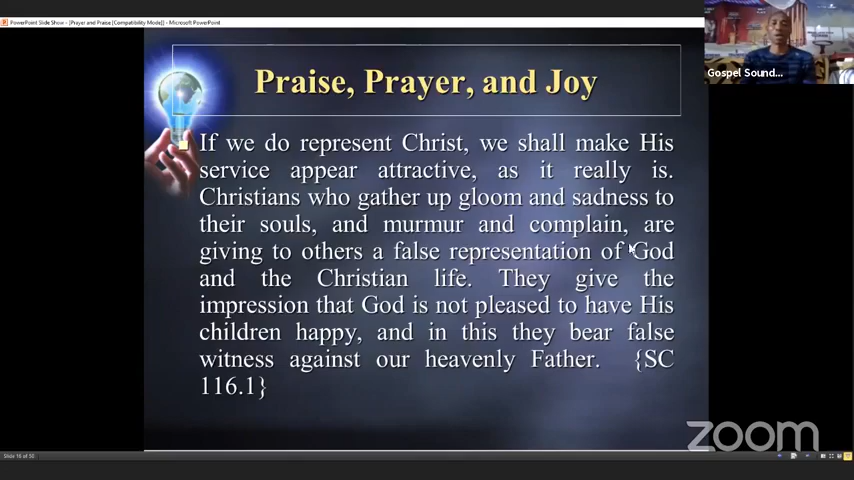 PowerPoint Slide Show - [Prayer and Praise [Compatibility Mode]] - Microsoft PowerPoint
Gospel Sound...
Praise, Prayer, and Joy
If we do represent Christ, we shall make His
service appear attractive, as it really is.
Christians who gather up gloom and sadness to
their souls, and murmur and complain, are
giving to others a false representation of God
and the Christian life. They give the
impression that God is not pleased to have His
children happy, and in this they bear false
witness against our heavenly Father. {SC
116.1}
zoom
Slide 16 of 50